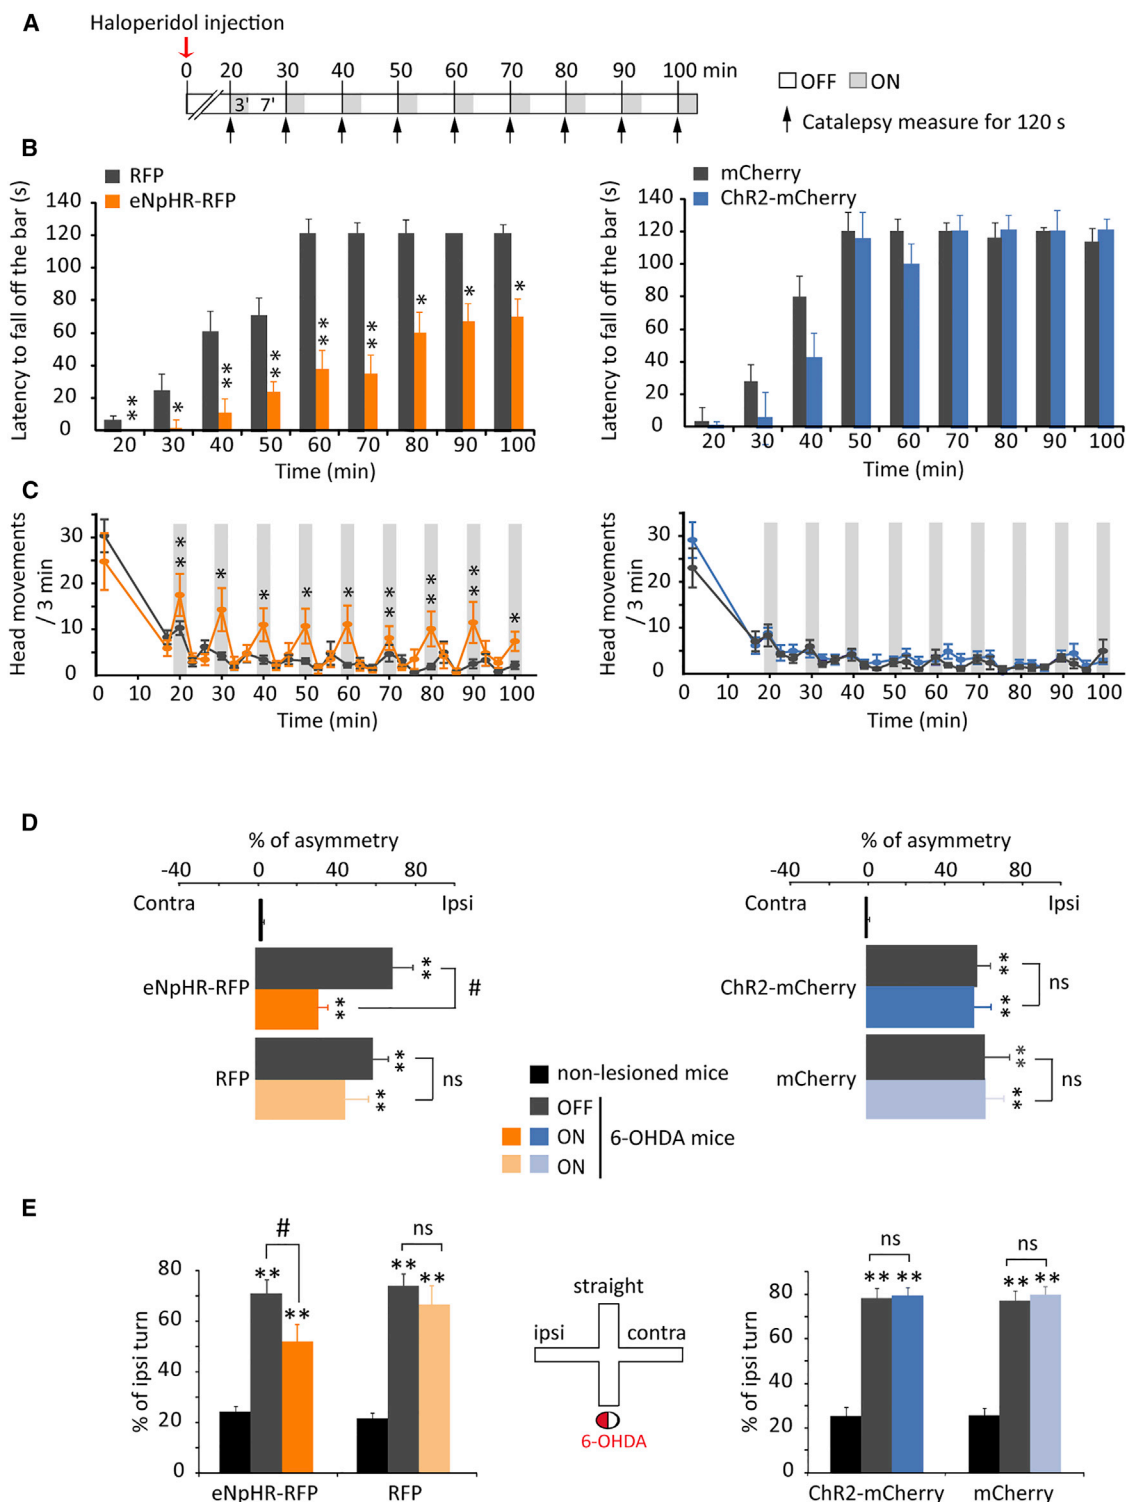 A
Haloperidol injection
0 20 30 40 50 60 70 80 90 100 min
3' 7'
OFF ON
Catalepsy measure for 120 s
B
RFP
eNpHR-RFP
Latency to fall off the bar (s)
140
120
100
80
60
40
20
0
** * ** ** ** ** * * *
20 30 40 50 60 70 80 90 100
Time (min)
mCherry
ChR2-mCherry
Latency to fall off the bar (s)
140
120
100
80
60
40
20
0
20 30 40 50 60 70 80 90 100
Time (min)
C
Head movements
/ 3 min
30
20
10
0
** * * * * ** ** ** *
0 10 20 30 40 50 60 70 80 90 100
Time (min)
Head movements
/ 3 min
30
20
10
0
0 10 20 30 40 50 60 70 80 90 100
Time (min)
D
% of asymmetry
-40 0 40 80
Contra Ipsi
eNpHR-RFP
**
**
#
RFP
**
**
ns
% of asymmetry
-40 0 40 80
Contra Ipsi
ChR2-mCherry
**
**
ns
mCherry
**
**
ns
non-lesioned mice
OFF
ON
ON
6-OHDA mice
E
% of ipsi turn
80
60
40
20
0
#
** **
ns
** **
eNpHR-RFP RFP
straight
ipsi contra
6-OHDA
% of ipsi turn
80
60
40
20
0
ns
** **
ns
** **
ChR2-mCherry mCherry